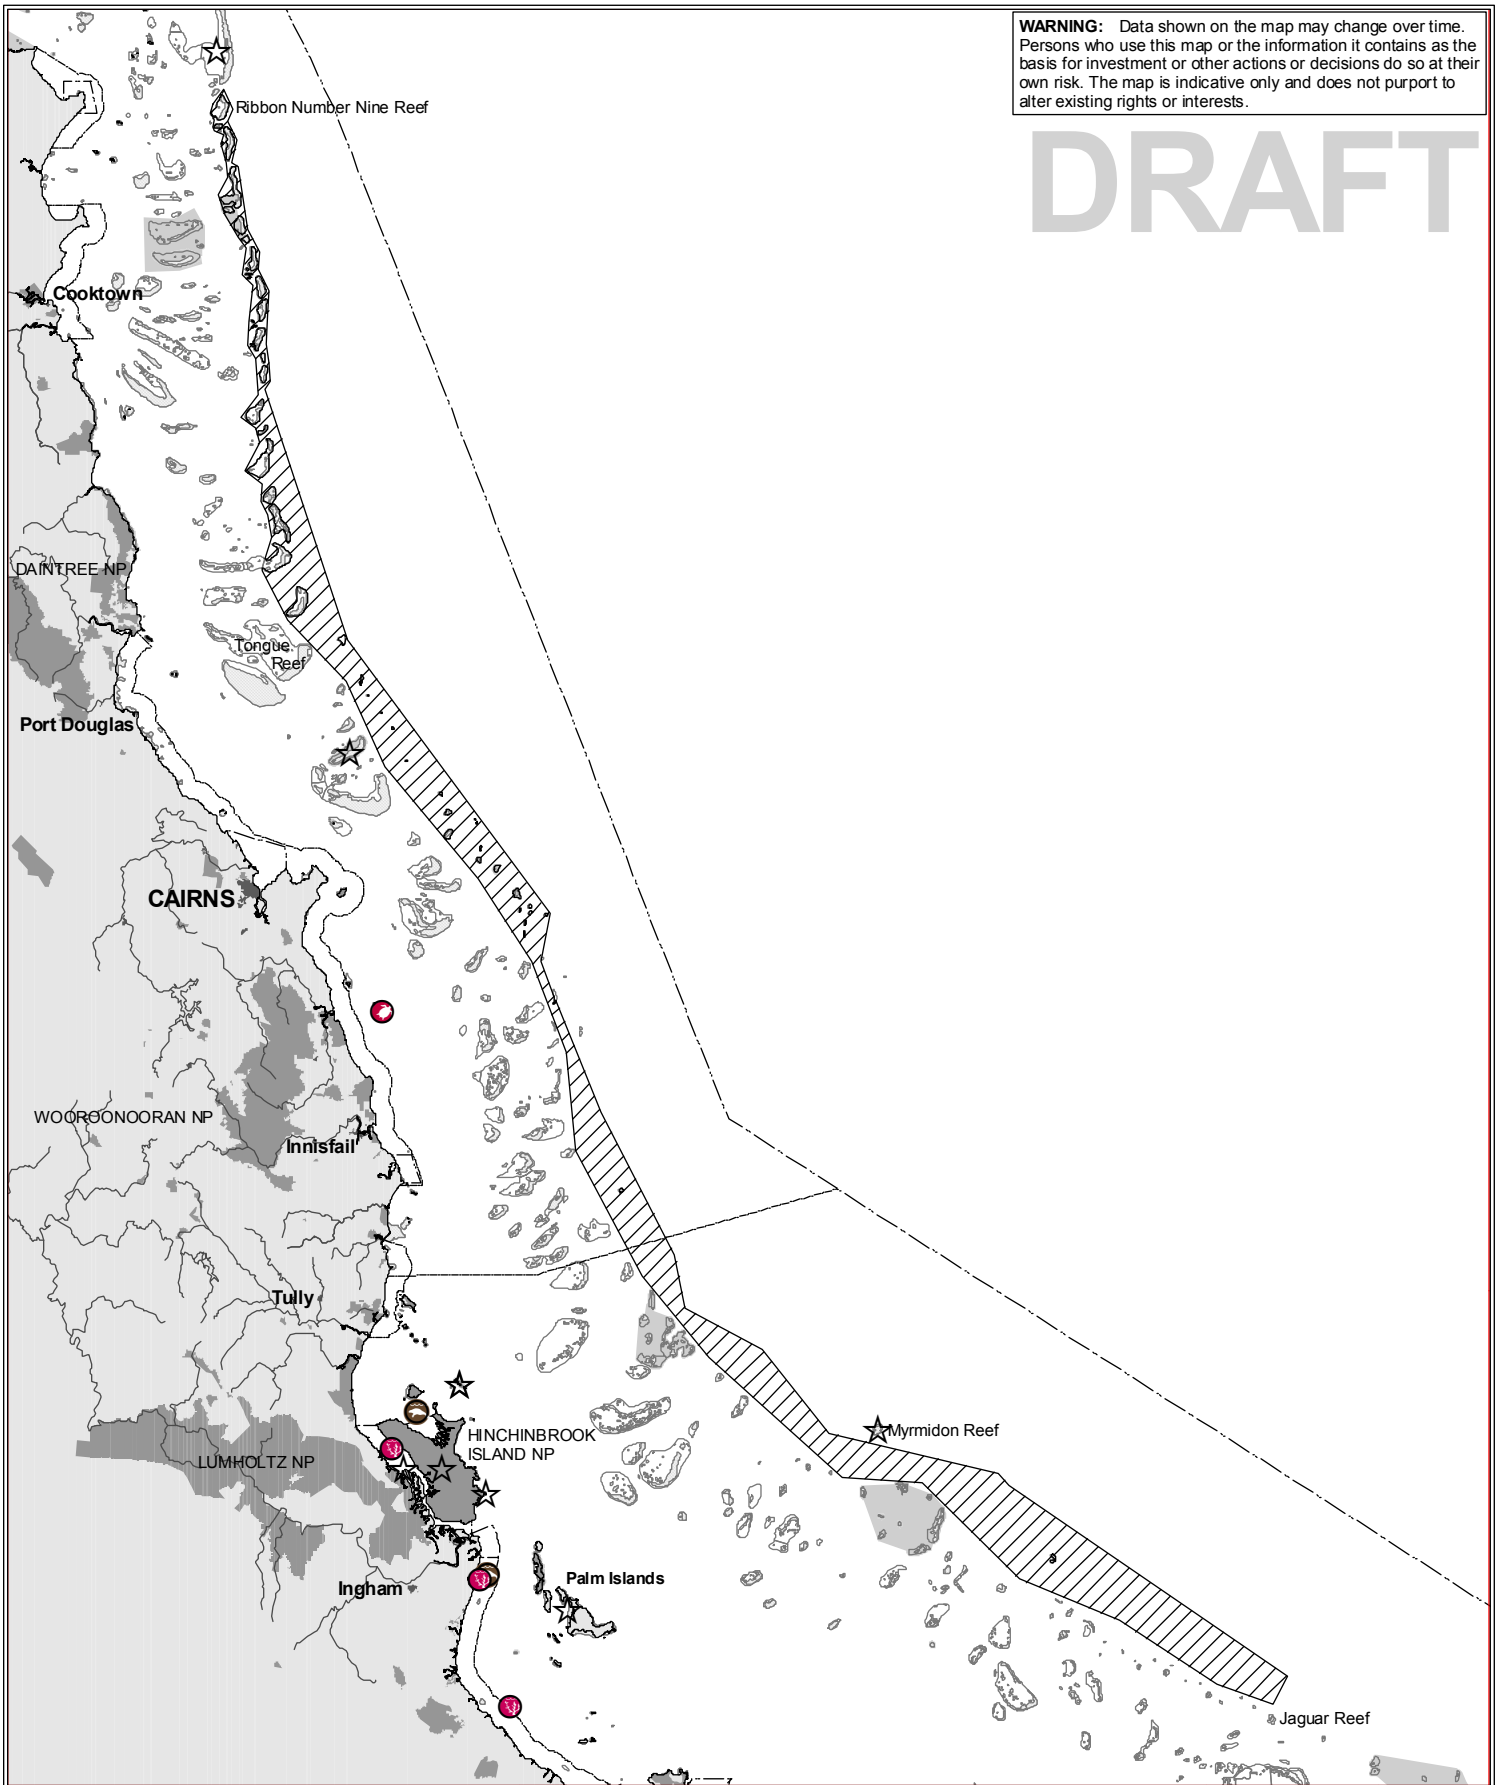 WARNING: Data shown on the map may change over time.
Persons who use this map or the information it contains as the
basis for investment or other actions or decisions do so at their
own risk. The map is indicative only and does not purport to
alter existing rights or interests.
DRAFT
Ribbon Number Nine Reef
Cooktown
DAINTREE NP
Tongue
Reef
Port Douglas
CAIRNS
WOOROONOORAN NP
Innisfail
Tully
HINCHINBROOK
ISLAND NP
Myrmidon Reef
LUMHOLTZ NP
Ingham
Palm Islands
Jaguar Reef